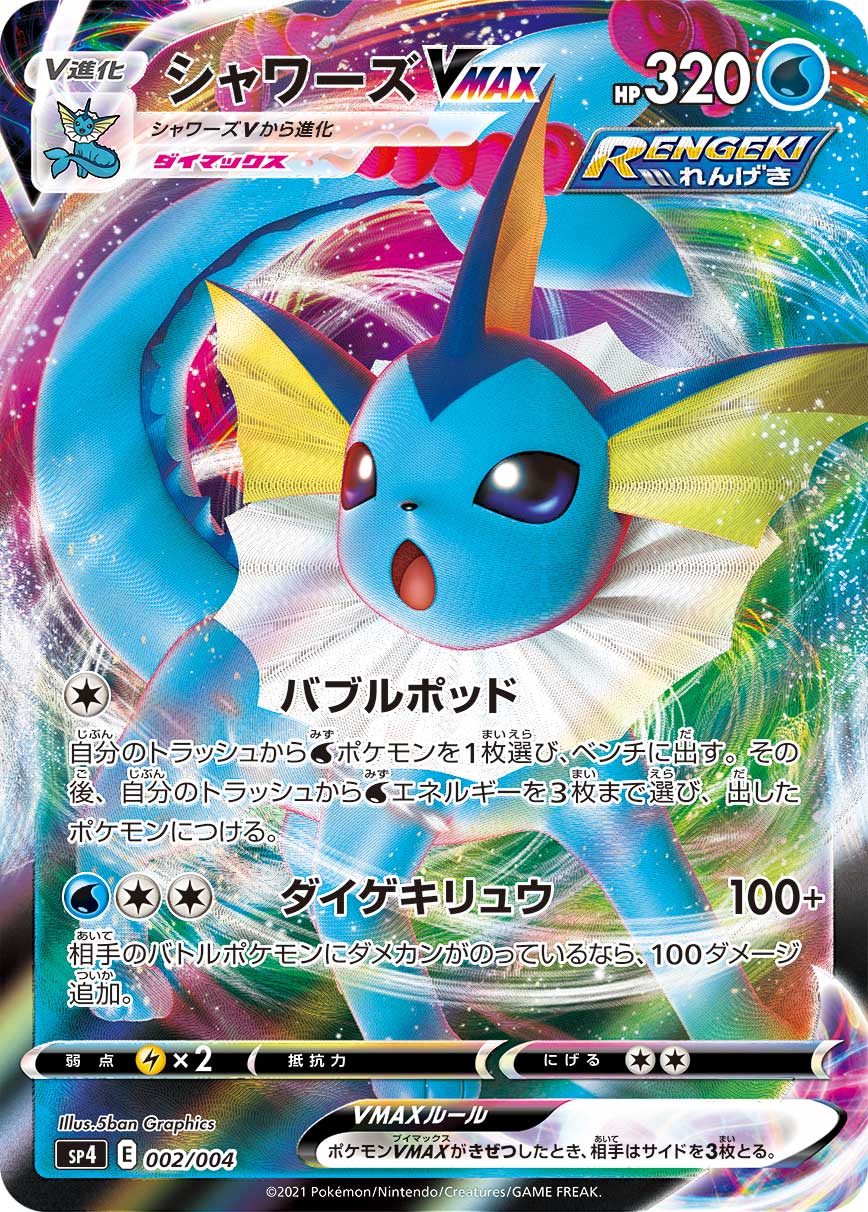 V進化
シャワーズVMAX
HP320
シャワーズVから進化
ダイマックス
RENGEKI
れんげき
バブルポッド
自分のトラッシュからポケモンを1枚選び、ベンチに出す。その
後、自分のトラッシュからエネルギーを3枚まで選び、出した
ポケモンにつける。
ダイゲキリュウ 100+
相手のバトルポケモンにダメカンがのっているなら、100ダメージ
追加。
弱点 ×2 抵抗力 にげる
Illus.5ban Graphics
VMAXルール
ポケモンVMAXがきぜつしたとき、相手はサイドを3枚とる。
SP4 E 002/004
©2021 Pokémon/Nintendo/Creatures/GAME FREAK.